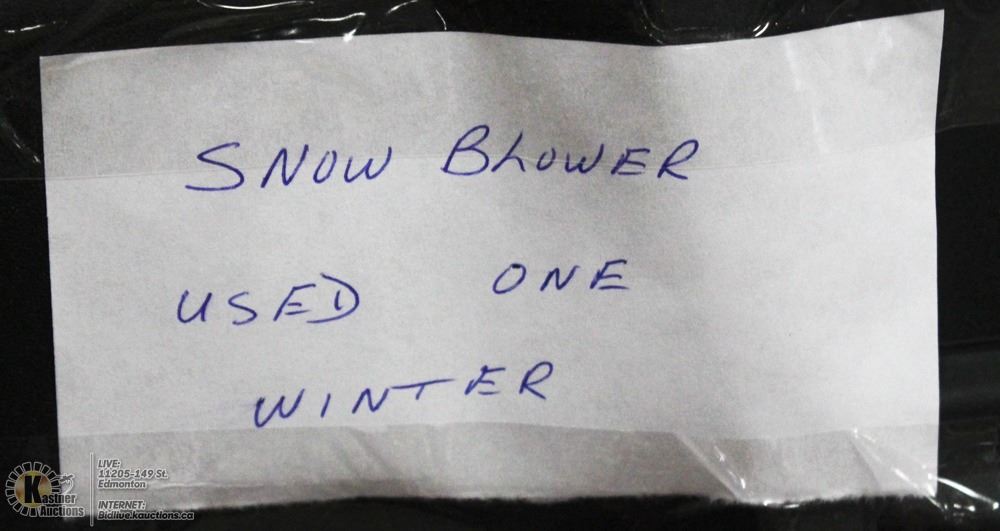 SNOW BLOWER
USED ONE
WINTER
Kastner
Auctions
LIVE:
11205-149 St.
Edmonton
INTERNET:
Bidlive.kauctions.ca